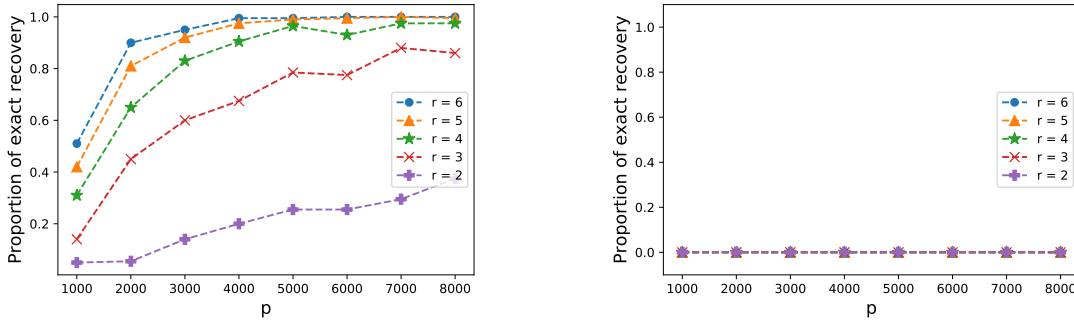 Proportion of exact recovery
1.0
0.8
0.6
0.4
0.2
1000 2000 3000 4000 5000 6000 7000 8000
p
r = 6
r = 5
r = 4
r = 3
r = 2
Proportion of exact recovery
1.0
0.8
0.6
0.4
0.2
0.0
1000 2000 3000 4000 5000 6000 7000 8000
p
r = 6
r = 5
r = 4
r = 3
r = 2